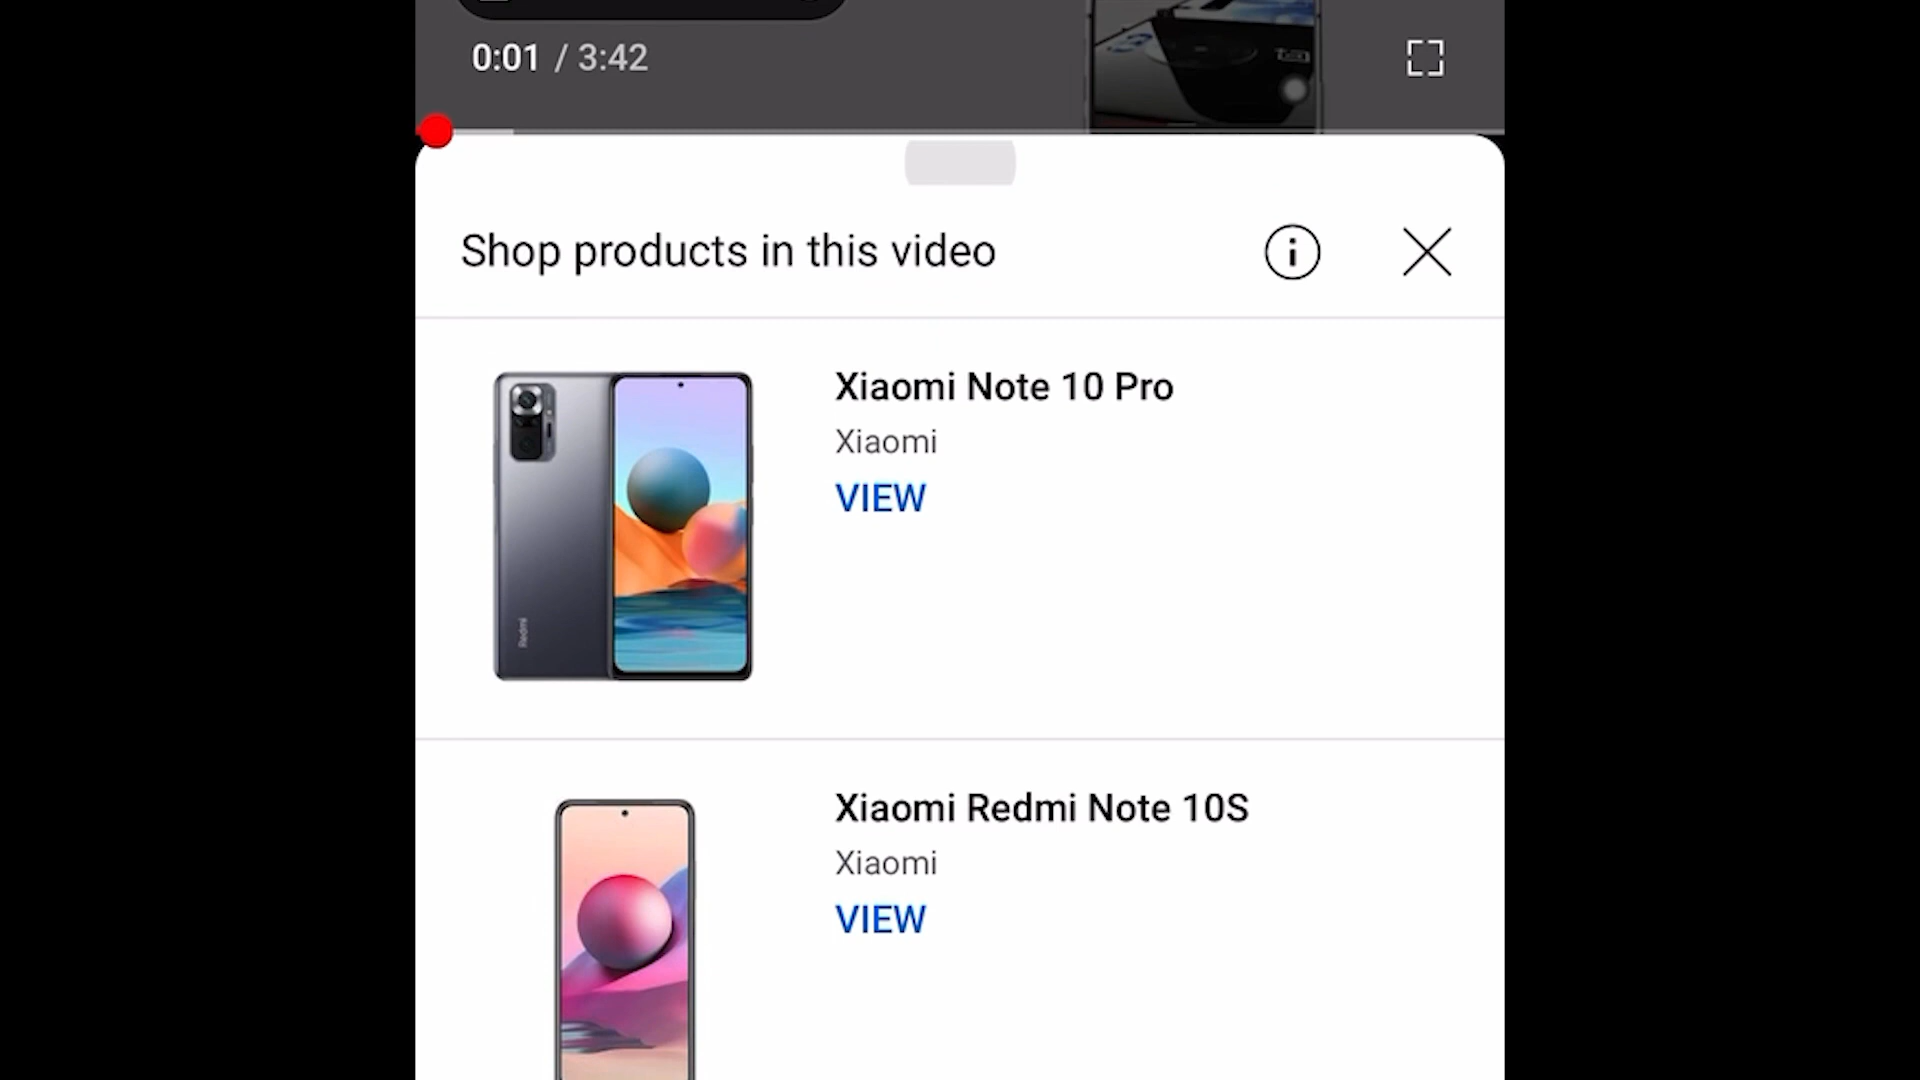 0:01 / 3:42
Shop products in this video
Xiaomi Note 10 Pro
Xiaomi
VIEW
Redmi
Xiaomi Redmi Note 10S
Xiaomi
VIEW